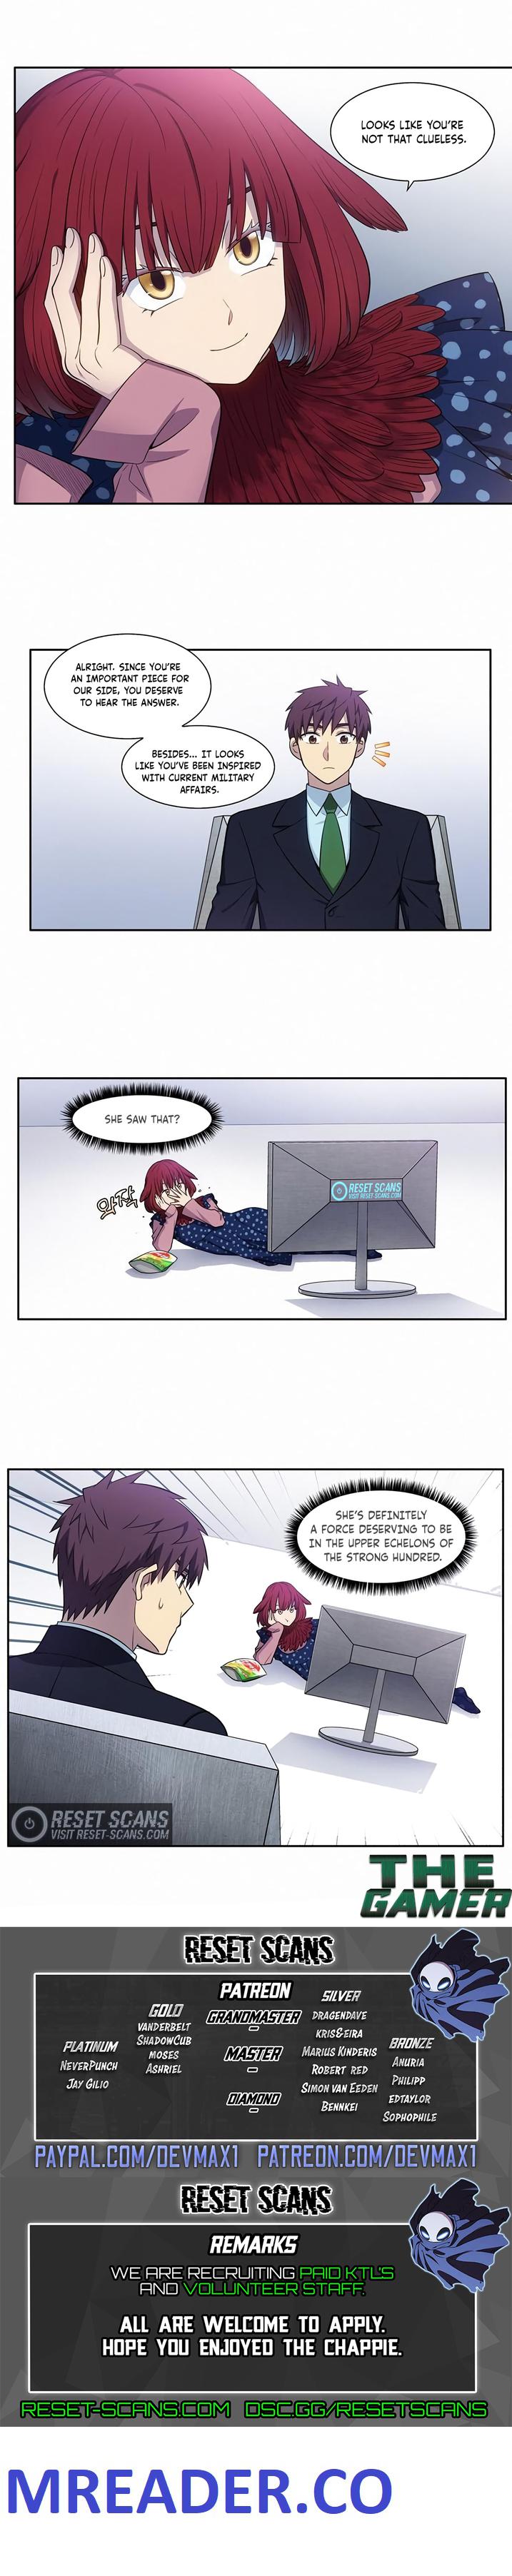 LOOKS LIKE YOU'RE
NOT THAT CLUELESS.
ALRIGHT. SINCE YOU'RE
AN IMPORTANT PIECE FOR
OUR SIDE, YOU DESERVE
TO HEAR THE ANSWER.
BESIDES... IT LOOKS
LIKE YOU'VE BEEN INSPIRED
WITH CURRENT MILITARY
AFFAIRS.
SHE SAW THAT?
와작
RESET SCANS
VISIT RESET-SCANS.COM
SHE'S DEFINITELY
A FORCE DESERVING TO BE
IN THE UPPER ECHELONS OF
THE STRONG HUNDRED.
RESET SCANS
VISIT RESET-SCANS.COM
THE
GAMER
RESET SCANS
PATREON
PLATINUM
NEVERPUNCH
JAY GILIO
GOLD
VANDERBELT
SHADOWCUB
MOSES
ASHRIEL
GRANDMASTER
–
MASTER
–
DIAMOND
–
SILVER
DRAGENDAVE
KRIS&EIRA
MARIUS KINDERIS
ROBERT RED
SIMON VAN EEDEN
BENNKEI
BRONZE
ANURIA
PHILIPP
EDTAYLOR
SOPHOPHILE
PAYPAL.COM/DEVMAX1 PATREON.COM/DEVMAX1
RESET SCANS
REMARKS
WE ARE RECRUITING PAID KTL'S
AND VOLUNTEER STAFF.
ALL ARE WELCOME TO APPLY.
HOPE YOU ENJOYED THE CHAPPIE.
RESET-SCANS.COM DSC.GG/RESETSCANS
MREADER.CO